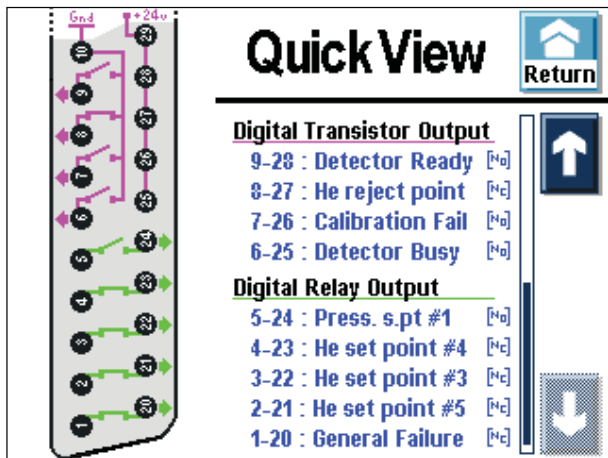 Gnd
+24v
10
29
9
28
8
27
7
26
6
25
5
24
4
23
3
22
2
21
1
20
Quick View
Return
Digital Transistor Output
9-28 : Detector Ready [No]
8-27 : He reject point [Nc]
7-26 : Calibration Fail [No]
6-25 : Detector Busy [No]
Digital Relay Output
5-24 : Press. s.pt #1 [No]
4-23 : He set point #4 [Nc]
3-22 : He set point #3 [Nc]
2-21 : He set point #5 [Nc]
1-20 : General Failure [Nc]